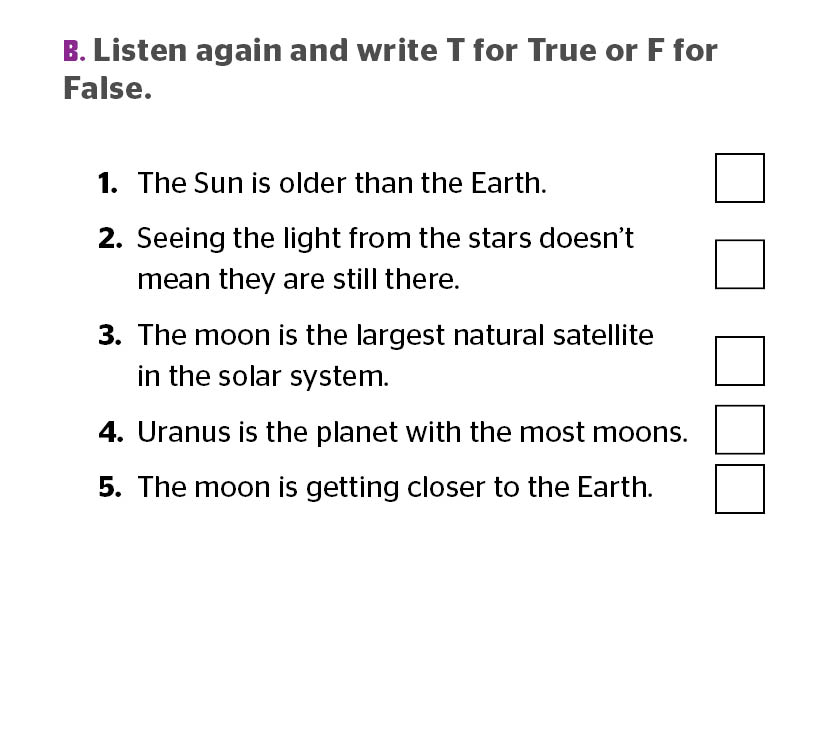 B. Listen again and write T for True or F for
False.
1. The Sun is older than the Earth.
2. Seeing the light from the stars doesn’t
mean they are still there.
3. The moon is the largest natural satellite
in the solar system.
4. Uranus is the planet with the most moons.
5. The moon is getting closer to the Earth.